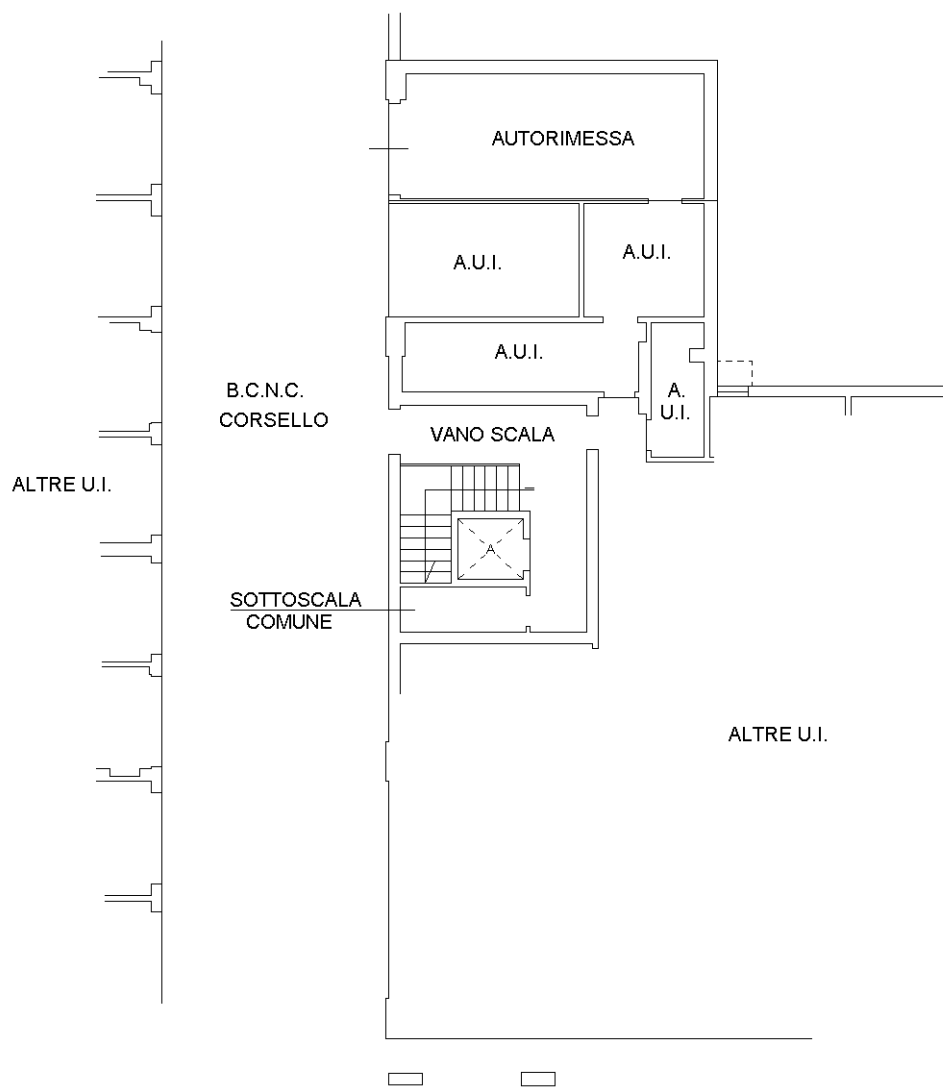 AUTORIMESSA
A.U.I.
A.U.I.
A.U.I.
B.C.N.C.
CORSELLO
A.
U.I.
VANO SCALA
ALTRE U.I.
A
SOTTOSCALA
COMUNE
ALTRE U.I.